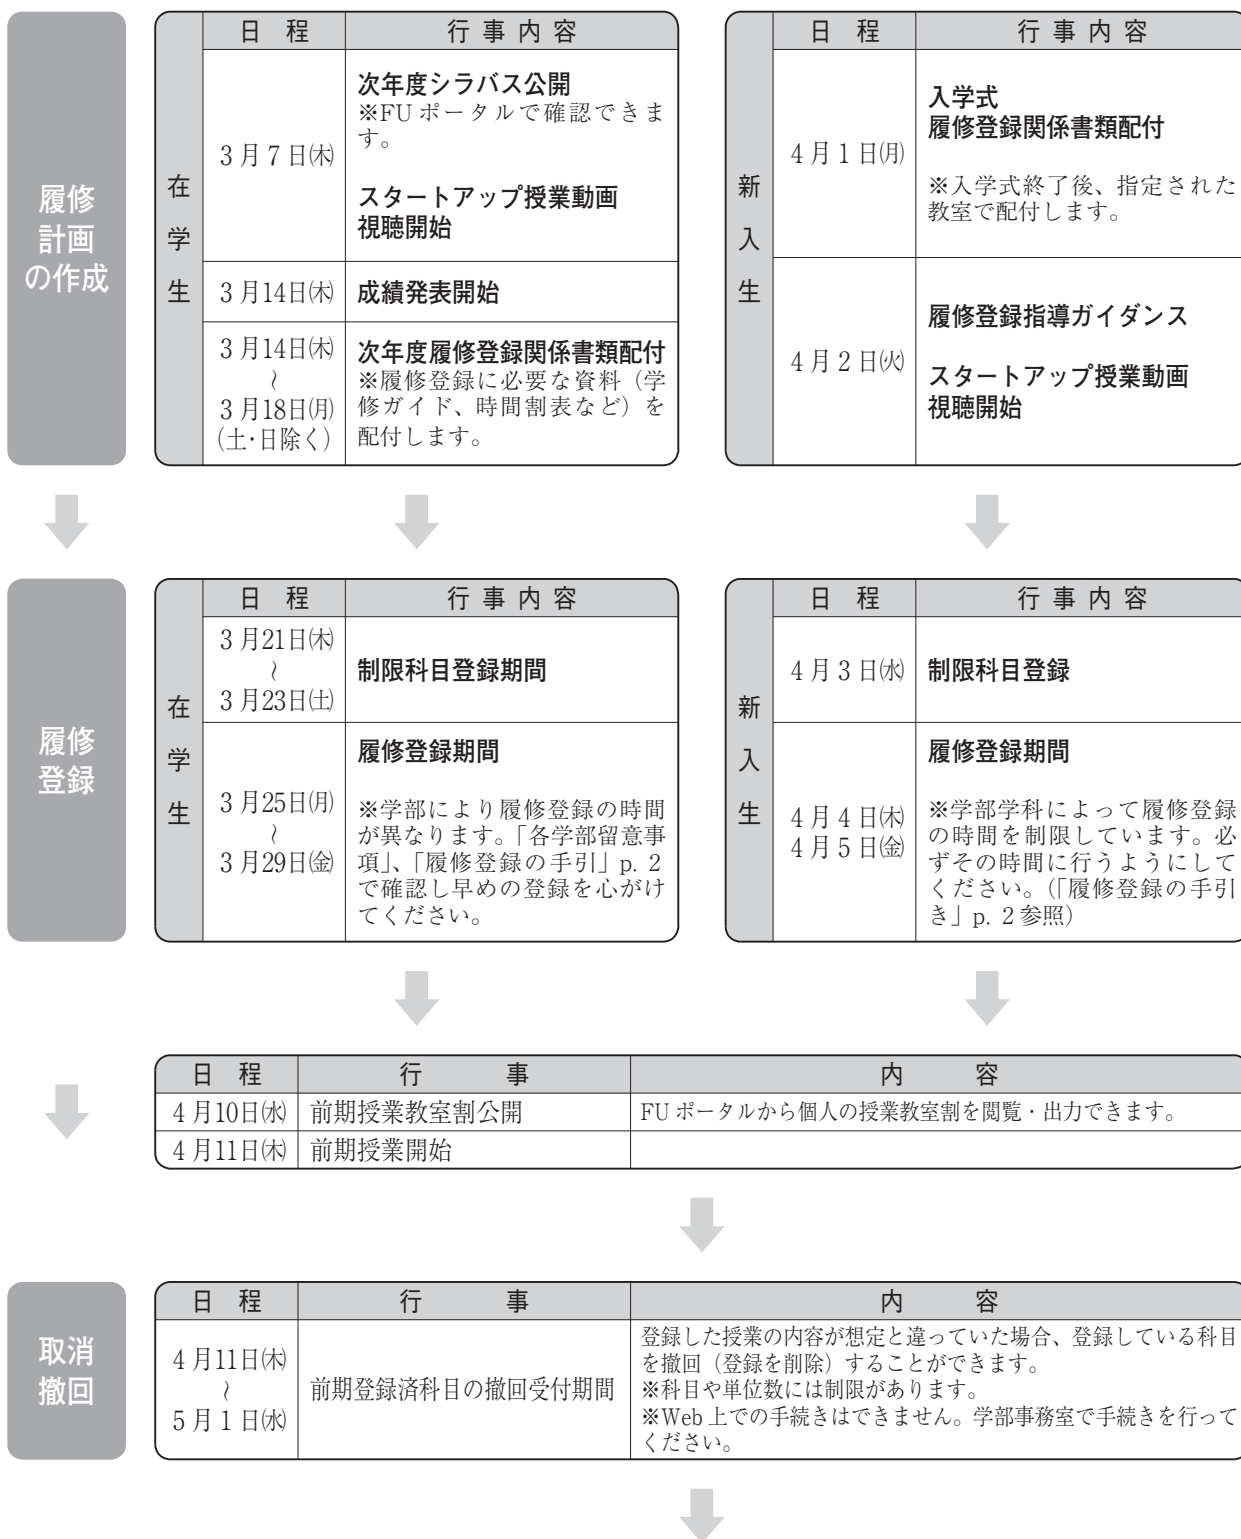 履修
計画
の作成
在学生
日 程 行 事 内 容
3月7日㈭
次年度シラバス公開
※FUポータルで確認できま
す。
スタートアップ授業動画
視聴開始
3月14日㈭ 成績発表開始
3月14日㈭
〜
3月18日㈪
(土・日除く)
次年度履修登録関係書類配付
※履修登録に必要な資料（学
修ガイド、時間割表など）を
配付します。
新入生
日 程 行 事 内 容
4月1日㈪
入学式
履修登録関係書類配付
※入学式終了後、指定された
教室で配付します。
4月2日㈫
履修登録指導ガイダンス
スタートアップ授業動画
視聴開始
履修
登録
在学生
日 程 行 事 内 容
3月21日㈭
〜
3月23日㈯
制限科目登録期間
3月25日㈪
〜
3月29日㈮
履修登録期間
※学部により履修登録の時間
が異なります。「各学部留意事
項」、「履修登録の手引」p. 2
で確認し早めの登録を心がけ
てください。
新入生
日 程 行 事 内 容
4月3日㈬ 制限科目登録
4月4日㈭
4月5日㈮
履修登録期間
※学部学科によって履修登録
の時間を制限しています。必
ずその時間に行うようにして
ください。（「履修登録の手引
き」p. 2参照）
日 程 行 事 内 容
4月10日㈬ 前期授業教室割公開 FUポータルから個人の授業教室割を閲覧・出力できます。
4月11日㈭ 前期授業開始
取消
撤回
日 程 行 事 内 容
4月11日㈭
〜
5月1日㈬
前期登録済科目の撤回受付期間
登録した授業の内容が想定と違っていた場合、登録している科目
を撤回（登録を削除）することができます。
※科目や単位数には制限があります。
※Web上での手続きはできません。学部事務室で手続きを行って
ください。